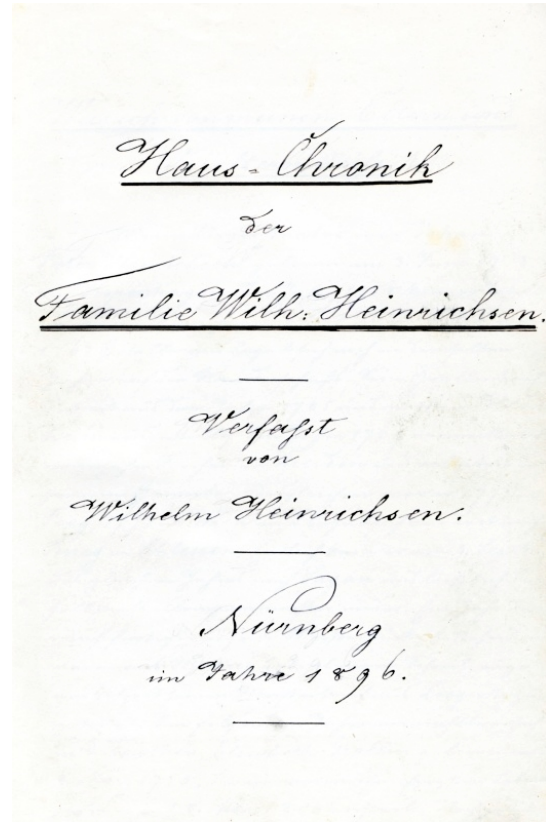 Haus-Chronik
der
Familie Wilh: Heinrichsen.
Verfaßt
von
Wilhelm Heinrichsen.
Nürnberg
im Jahre 1896.